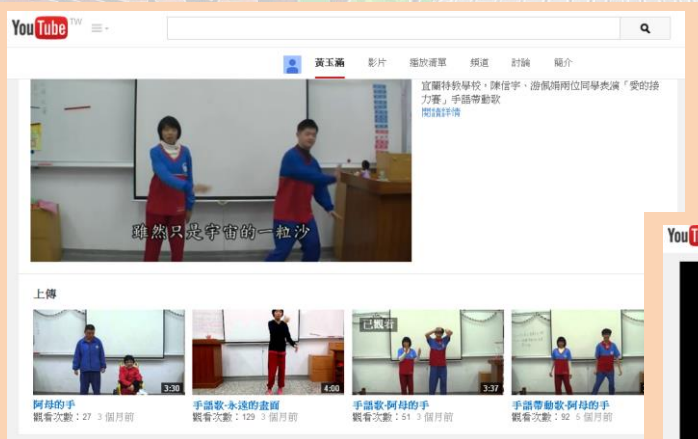 YouTube TW
黃玉滿 影片 播放清單 頻道 討論 簡介
宜蘭特教學校,陳信宇、游佩娟兩位同學表演「愛的接
力賽」手語帶動歌
閱讀詳情
雖然只是宇宙的一粒沙
上傳
已觀看
3:30
4:00
3:37
阿母的手
觀看次數:27 3 個月前
手語歌-永遠的畫面
觀看次數:129 3 個月前
手語歌-阿母的手
觀看次數:51 3 個月前
手語帶動歌-阿母的手
觀看次數:92 5 個月前
You